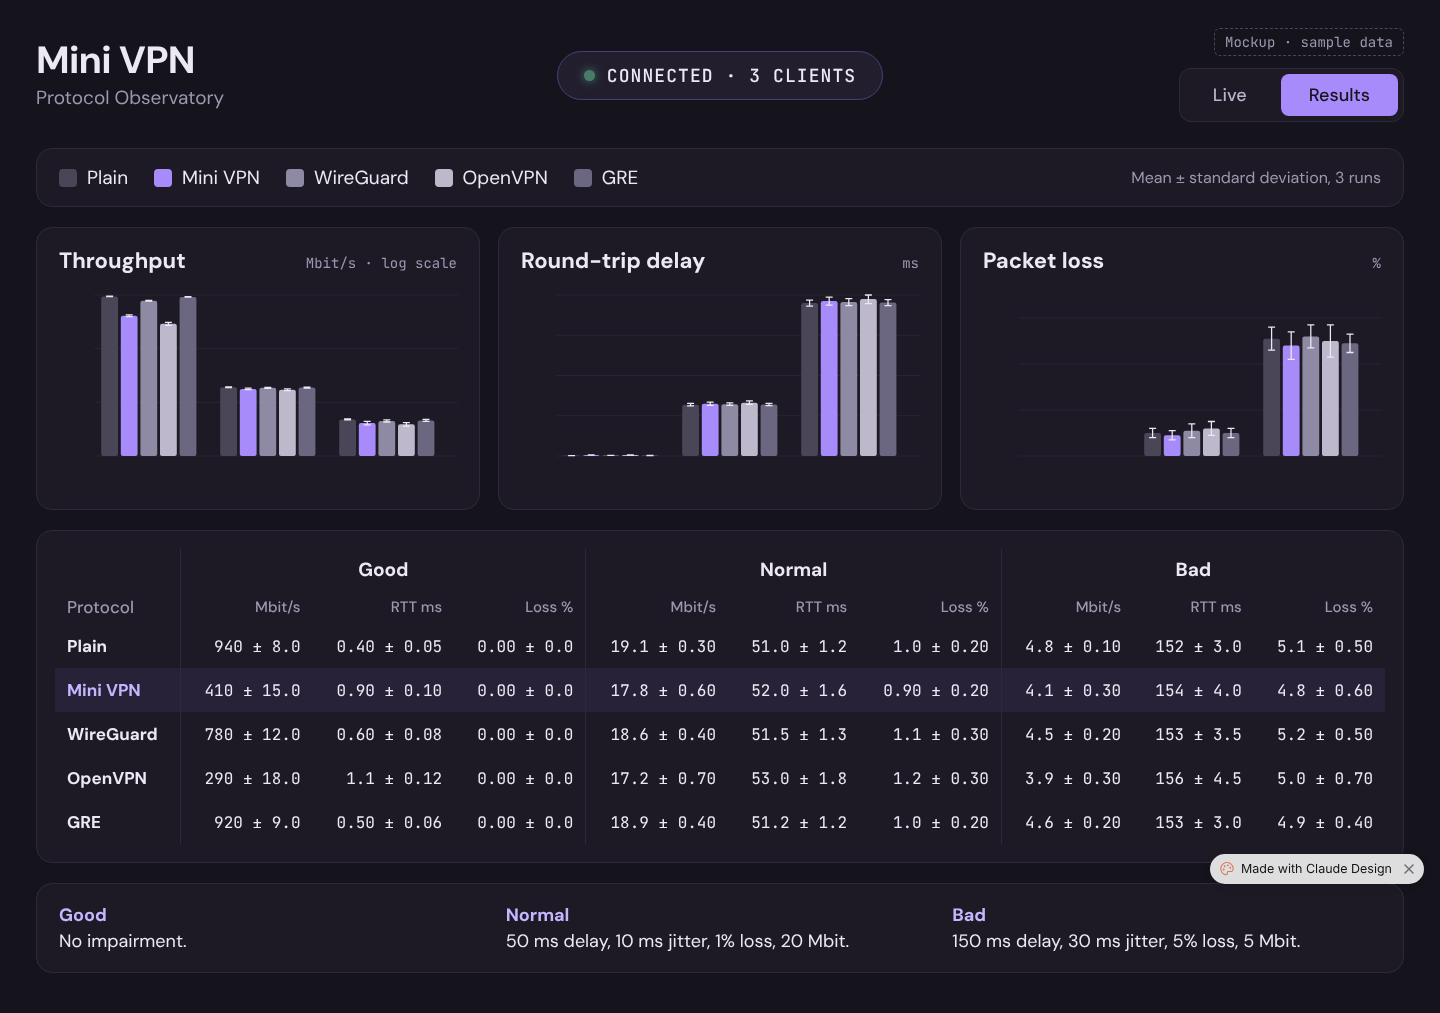 Mini VPN
Protocol Observatory
CONNECTED · 3 CLIENTS
Mockup · sample data
Live
Results
Plain
Mini VPN
WireGuard
OpenVPN
GRE
Mean ± standard deviation, 3 runs
Throughput
Mbit/s · log scale
Round-trip delay
ms
Packet loss
%
Good
Normal
Bad
Protocol Mbit/s RTT ms Loss % Mbit/s RTT ms Loss % Mbit/s RTT ms Loss %
Plain 940 ± 8.0 0.40 ± 0.05 0.00 ± 0.0 19.1 ± 0.30 51.0 ± 1.2 1.0 ± 0.20 4.8 ± 0.10 152 ± 3.0 5.1 ± 0.50
Mini VPN 410 ± 15.0 0.90 ± 0.10 0.00 ± 0.0 17.8 ± 0.60 52.0 ± 1.6 0.90 ± 0.20 4.1 ± 0.30 154 ± 4.0 4.8 ± 0.60
WireGuard 780 ± 12.0 0.60 ± 0.08 0.00 ± 0.0 18.6 ± 0.40 51.5 ± 1.3 1.1 ± 0.30 4.5 ± 0.20 153 ± 3.5 5.2 ± 0.50
OpenVPN 290 ± 18.0 1.1 ± 0.12 0.00 ± 0.0 17.2 ± 0.70 53.0 ± 1.8 1.2 ± 0.30 3.9 ± 0.30 156 ± 4.5 5.0 ± 0.70
GRE 920 ± 9.0 0.50 ± 0.06 0.00 ± 0.0 18.9 ± 0.40 51.2 ± 1.2 1.0 ± 0.20 4.6 ± 0.20 153 ± 3.0 4.9 ± 0.40
Made with Claude Design
Good
No impairment.
Normal
50 ms delay, 10 ms jitter, 1% loss, 20 Mbit.
Bad
150 ms delay, 30 ms jitter, 5% loss, 5 Mbit.